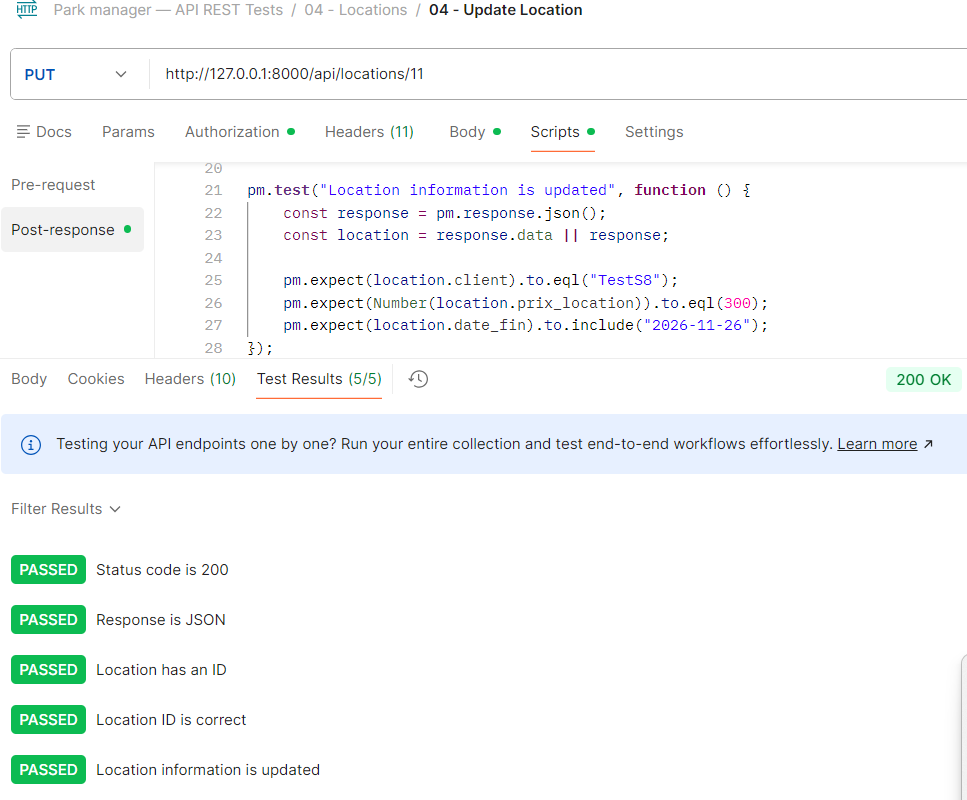 HTTP Park manager — API REST Tests / 04 - Locations / 04 - Update Location
PUT http://127.0.0.1:8000/api/locations/11
Docs Params Authorization Headers (11) Body Scripts Settings
Pre-request
Post-response
20
21 pm.test("Location information is updated", function () {
22 const response = pm.response.json();
23 const location = response.data || response;
24
25 pm.expect(location.client).to.eql("TestS8");
26 pm.expect(Number(location.prix_location)).to.eql(300);
27 pm.expect(location.date_fin).to.include("2026-11-26");
28 });
Body Cookies Headers (10) Test Results (5/5) 200 OK
Testing your API endpoints one by one? Run your entire collection and test end-to-end workflows effortlessly. Learn more ↗
Filter Results
PASSED Status code is 200
PASSED Response is JSON
PASSED Location has an ID
PASSED Location ID is correct
PASSED Location information is updated